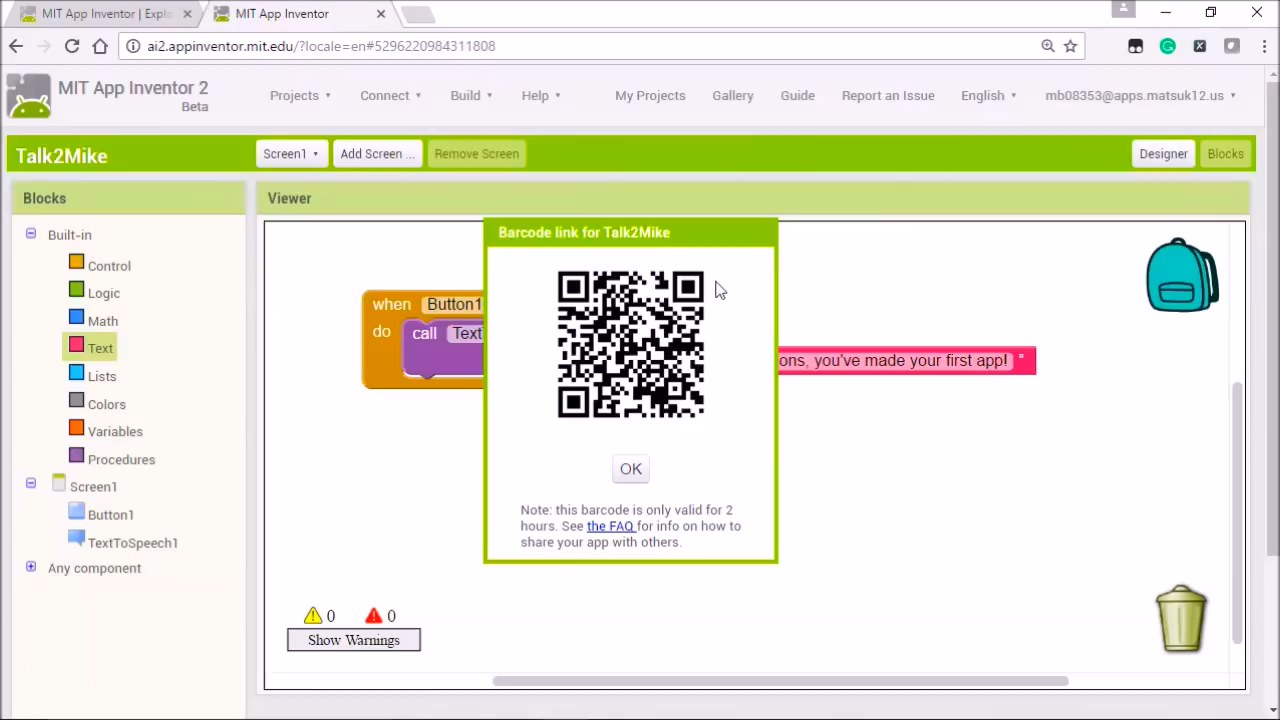 MIT App Inventor | Explo
MIT App Inventor
ai2.appinventor.mit.edu/?locale=en#5296220984311808
MIT App Inventor 2
Beta
Projects
Connect
Build
Help
My Projects
Gallery
Guide
Report an Issue
English
mb08353@apps.matsuk12.us
Talk2Mike
Screen1
Add Screen ...
Remove Screen
Designer
Blocks
Blocks
Built-in
Control
Logic
Math
Text
Lists
Colors
Variables
Procedures
Screen1
Button1
TextToSpeech1
Any component
Viewer
when Button1
do call Text
ons, you've made your first app! "
Barcode link for Talk2Mike
OK
Note: this barcode is only valid for 2
hours. See the FAQ for info on how to
share your app with others.
0 0
Show Warnings